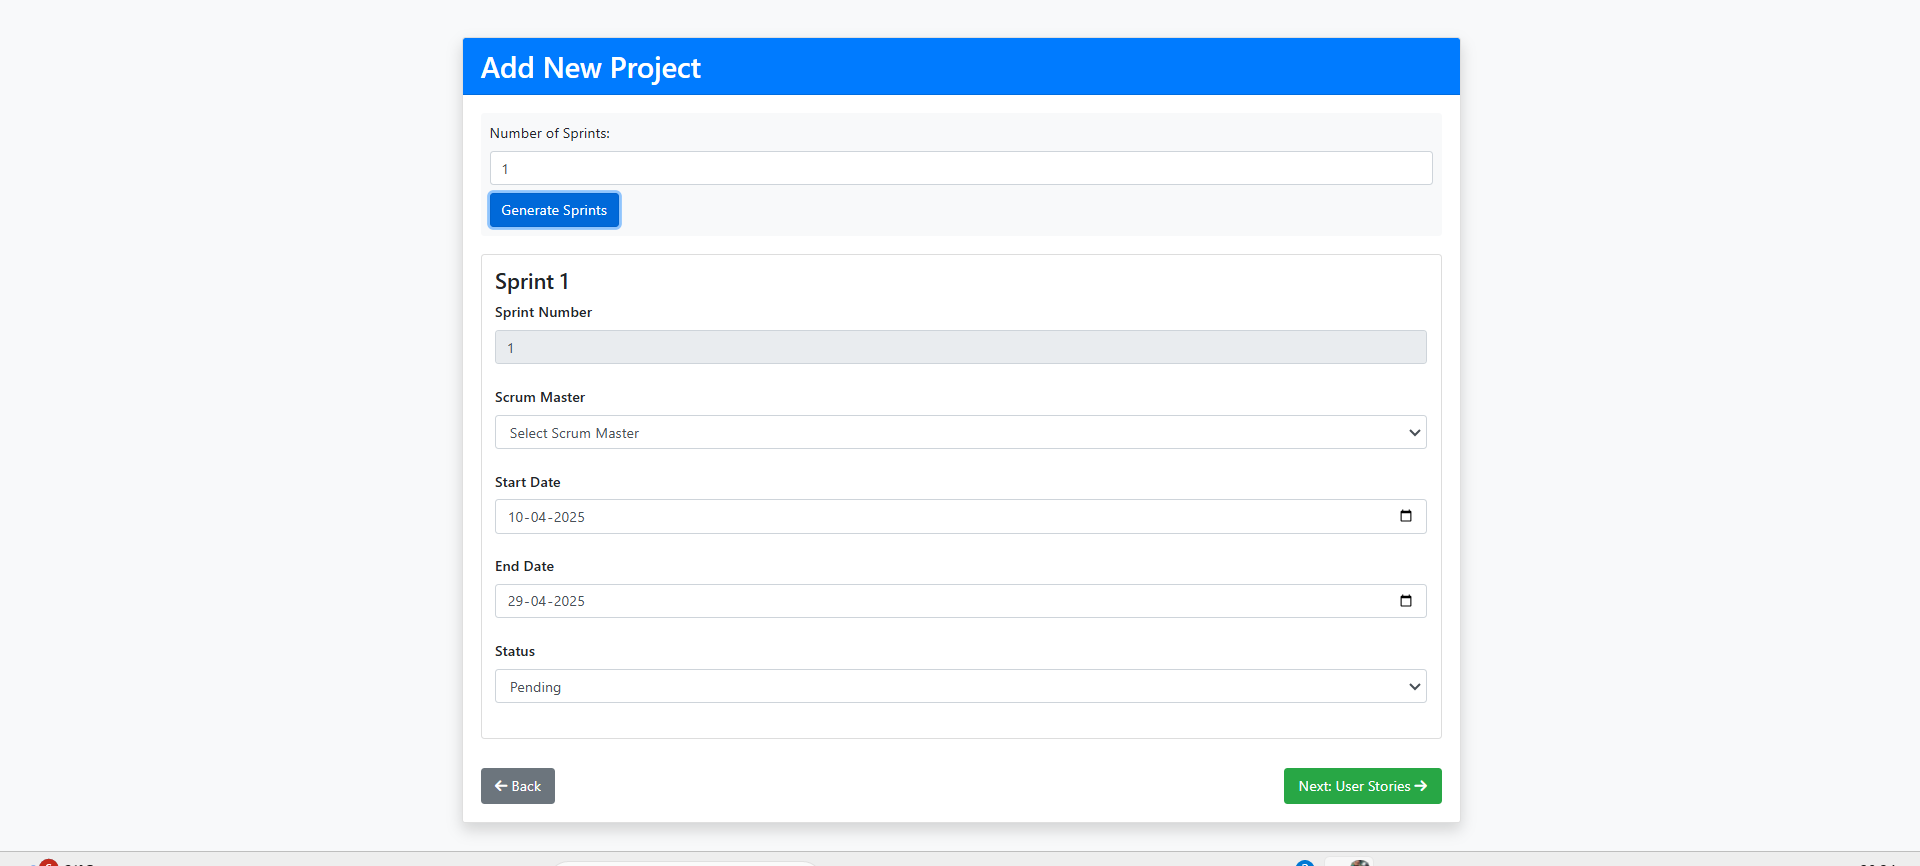 Add New Project
Number of Sprints:
1
Generate Sprints
Sprint 1
Sprint Number
1
Scrum Master
Select Scrum Master
Start Date
10-04-2025
End Date
29-04-2025
Status
Pending
Back
Next: User Stories